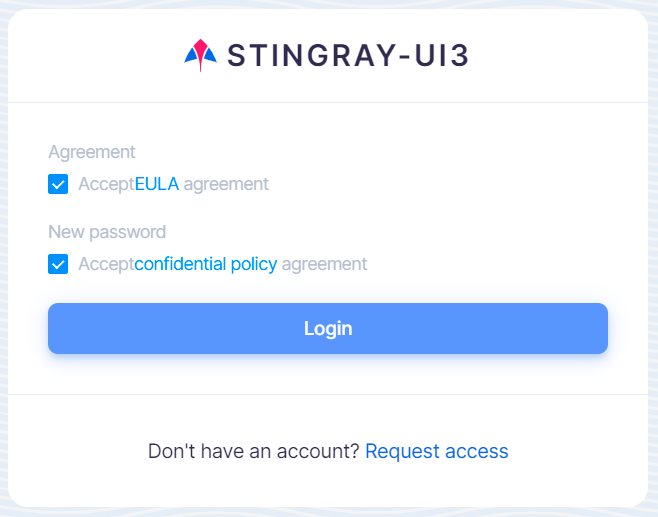 STINGRAY-UI3
Agreement
AcceptEULA agreement
New password
Acceptconfidential policy agreement
Login
Don't have an account? Request access